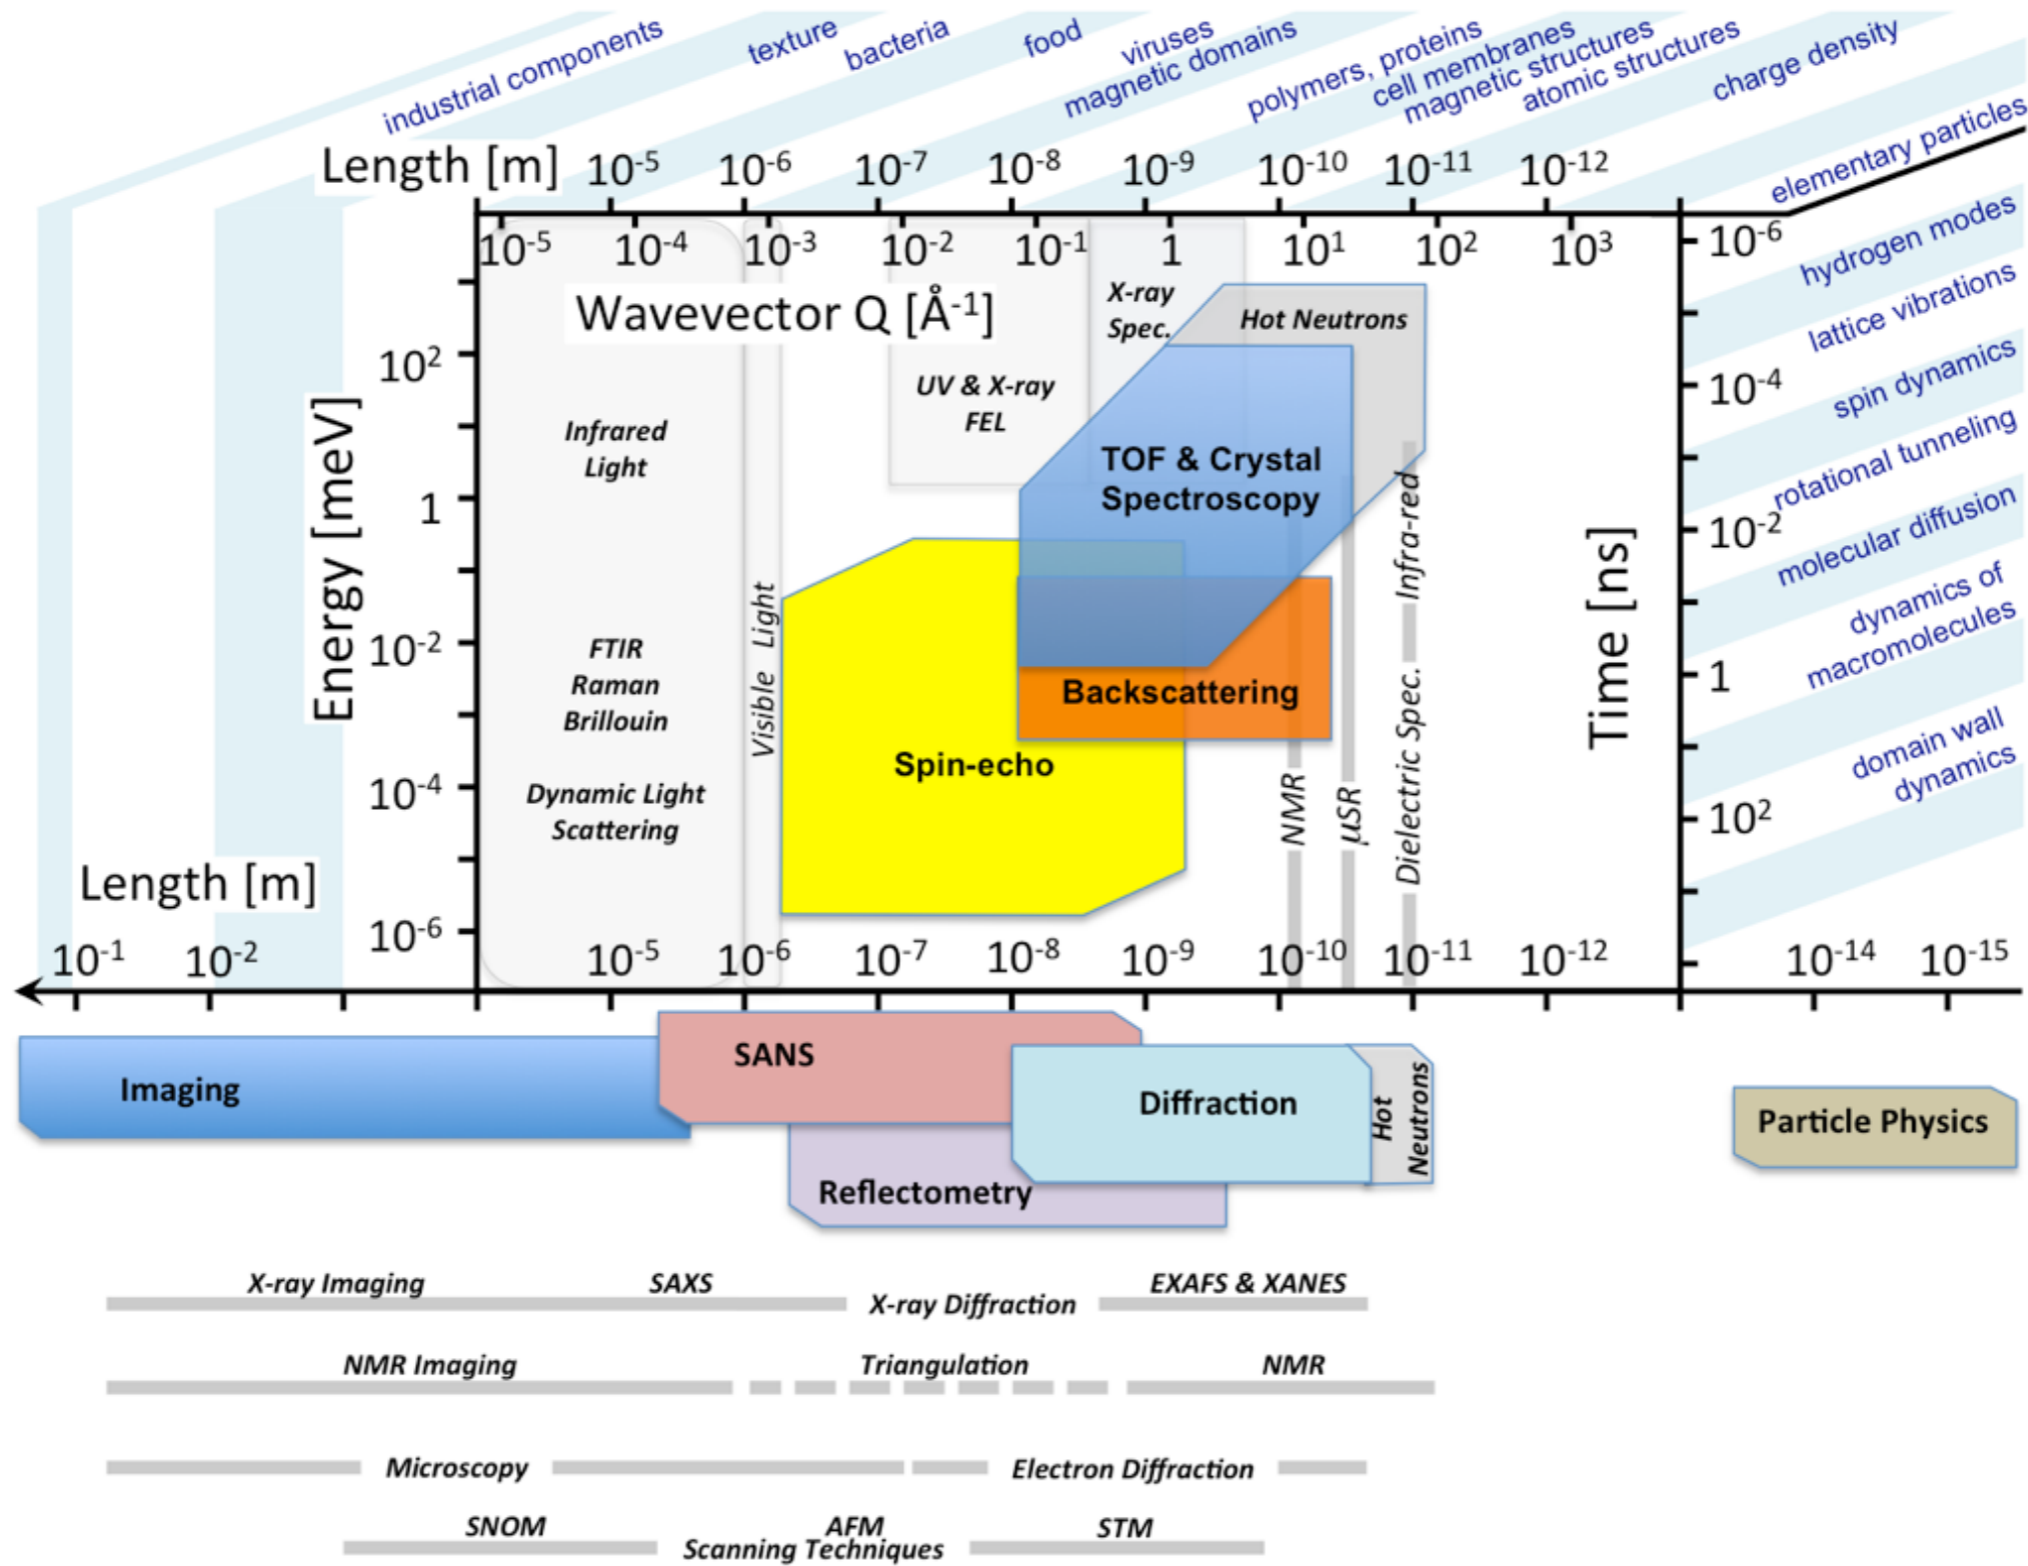 industrial components
texture
bacteria
food
viruses
magnetic domains
polymers, proteins
cell membranes
magnetic structures
atomic structures
charge density
elementary particles
Length [m] 10-5 10-6 10-7 10-8 10-9 10-10 10-11 10-12
10-5 10-4 10-3 10-2 10-1 1 101 102 103
Wavevector Q [Å-1]
Energy [meV]
102
1
10-2
10-4
10-6
Time [ns]
10-6
10-4
10-2
1
102
hydrogen modes
lattice vibrations
spin dynamics
rotational tunneling
molecular diffusion
dynamics of
macromolecules
domain wall
dynamics
Infrared
Light
FTIR
Raman
Brillouin
Dynamic Light
Scattering
Visible Light
UV & X-ray
FEL
X-ray
Spec.
Hot Neutrons
TOF & Crystal
Spectroscopy
Backscattering
Spin-echo
NMR
µSR
Dielectric Spec.
Infra-red
Length [m]
10-1 10-2 10-5 10-6 10-7 10-8 10-9 10-10 10-11 10-12 10-14 10-15
Imaging
SANS
Diffraction
Hot
Neutrons
Reflectometry
Particle Physics
X-ray Imaging SAXS X-ray Diffraction EXAFS & XANES
NMR Imaging Triangulation NMR
Microscopy Electron Diffraction
SNOM AFM STM
Scanning Techniques